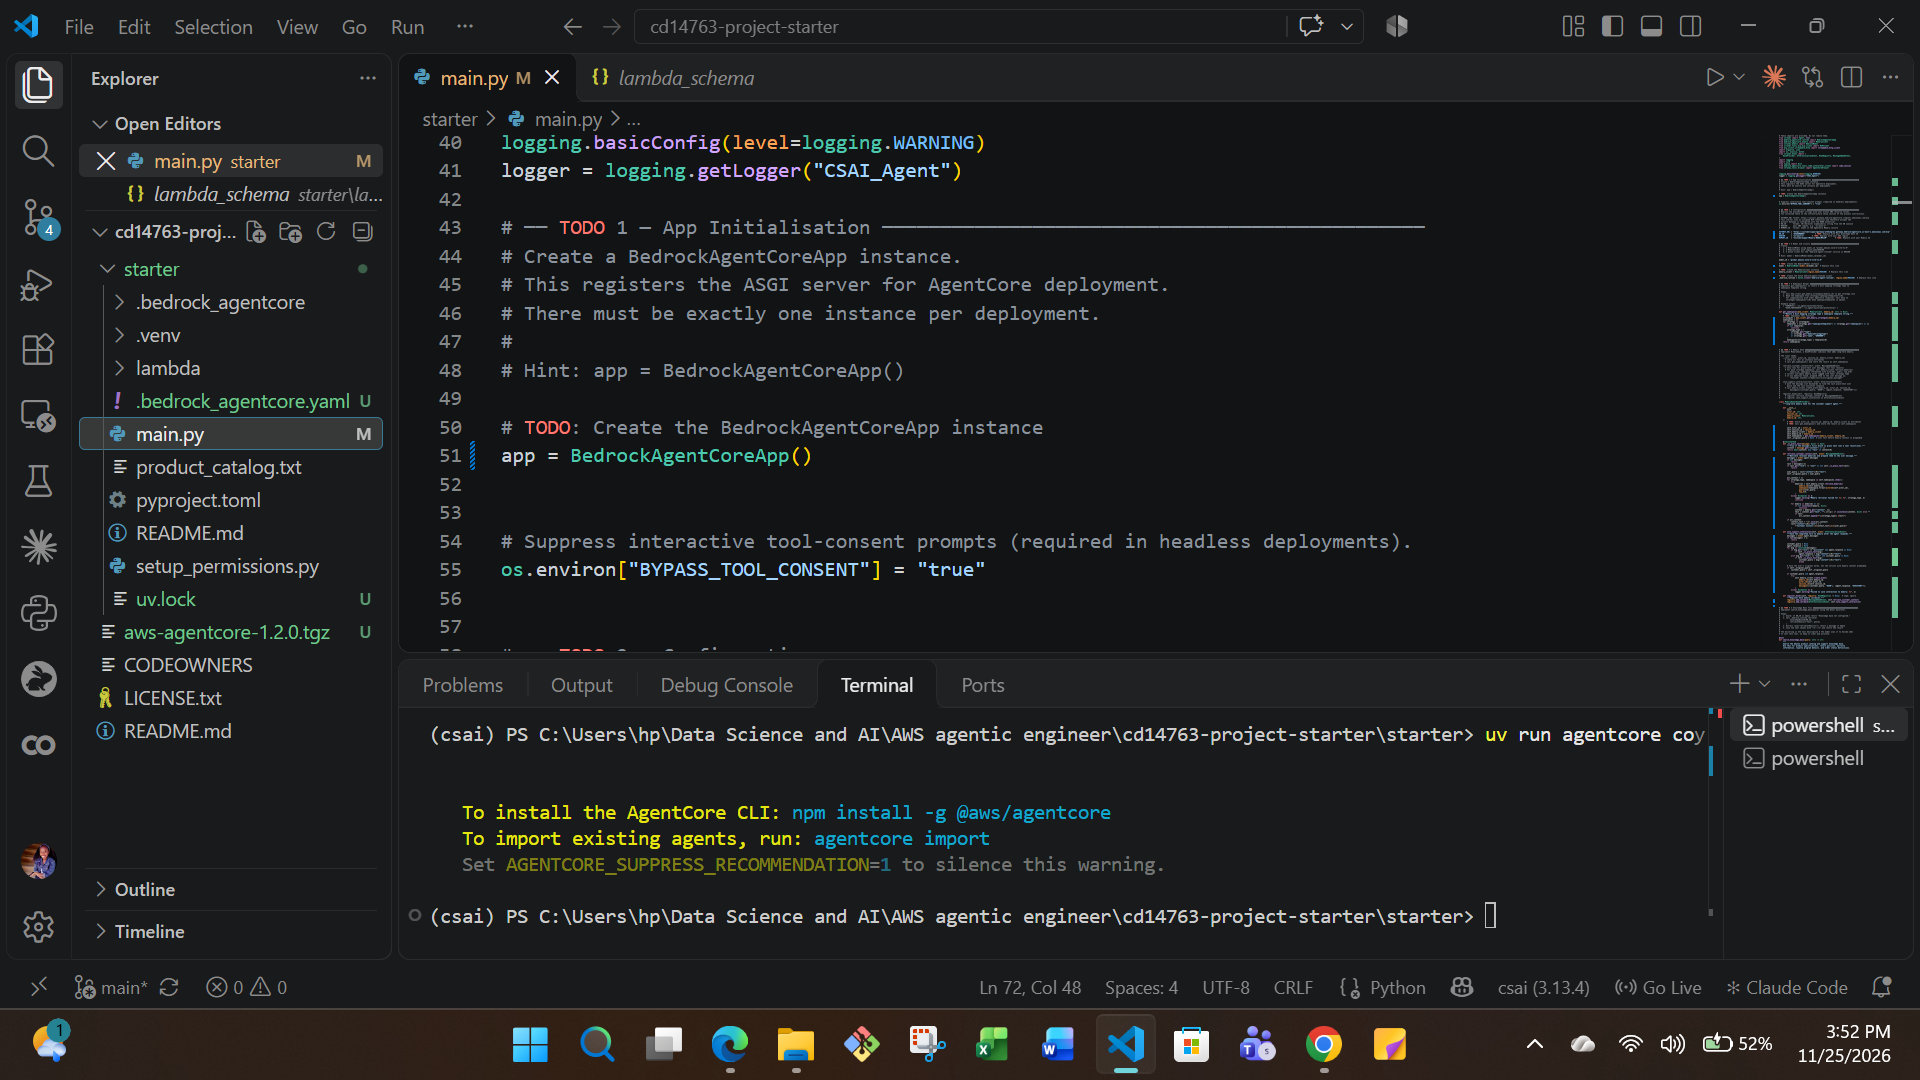 File Edit Selection View Go Run ···
cd14763-project-starter
Explorer
Open Editors
main.py starter M
{} lambda_schema starter\la...
cd14763-proj...
starter
.bedrock_agentcore
.venv
lambda
! .bedrock_agentcore.yaml U
main.py M
product_catalog.txt
pyproject.toml
README.md
setup_permissions.py
uv.lock U
aws-agentcore-1.2.0.tgz U
CODEOWNERS
LICENSE.txt
README.md
Outline
Timeline
4
main.py M
{} lambda_schema
starter > main.py > ...
40 logging.basicConfig(level=logging.WARNING)
41 logger = logging.getLogger("CSAI_Agent")
42
43 # —— TODO 1 — App Initialisation ——————————
44 # Create a BedrockAgentCoreApp instance.
45 # This registers the ASGI server for AgentCore deployment.
46 # There must be exactly one instance per deployment.
47 #
48 # Hint: app = BedrockAgentCoreApp()
49
50 # TODO: Create the BedrockAgentCoreApp instance
51 app = BedrockAgentCoreApp()
52
53
54 # Suppress interactive tool-consent prompts (required in headless deployments).
55 os.environ["BYPASS_TOOL_CONSENT"] = "true"
56
57
Problems Output Debug Console Terminal Ports
(csai) PS C:\Users\hp\Data Science and AI\AWS agentic engineer\cd14763-project-starter\starter> uv run agentcore coy
To install the AgentCore CLI: npm install -g @aws/agentcore
To import existing agents, run: agentcore import
Set AGENTCORE_SUPPRESS_RECOMMENDATION=1 to silence this warning.
(csai) PS C:\Users\hp\Data Science and AI\AWS agentic engineer\cd14763-project-starter\starter>
powershell s...
powershell
main* 0 0 Ln 72, Col 48 Spaces: 4 UTF-8 CRLF {} Python csai (3.13.4) Go Live Claude Code
1
52%
3:52 PM
11/25/2026